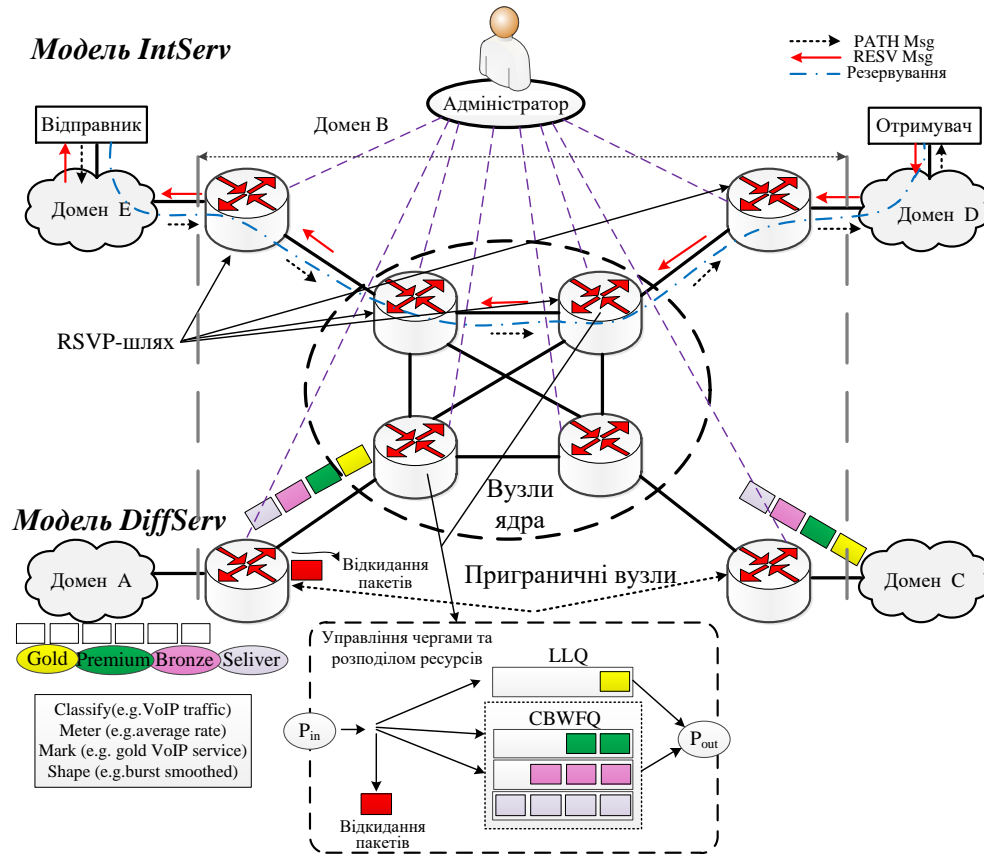 Модель IntServ
PATH Msg
RESV Msg
Резервування
Адміністратор
Відправник
Домен В
Отримувач
Домен Е
Домен D
RSVP-шлях
Вузли
ядра
Модель DiffServ
Домен А
Відкидання
пакетів
Приграничні вузли
Домен С
Gold
Premium
Bronze
Seliver
Управління чергами та
розподілом ресурсів
LLQ
Classify(e.g.VoIP traffic)
Meter (e.g.average rate)
Mark (e.g. gold VoIP service)
Shape (e.g.burst smoothed)
Pin
CBWFQ
Pout
Відкидання
пакетів